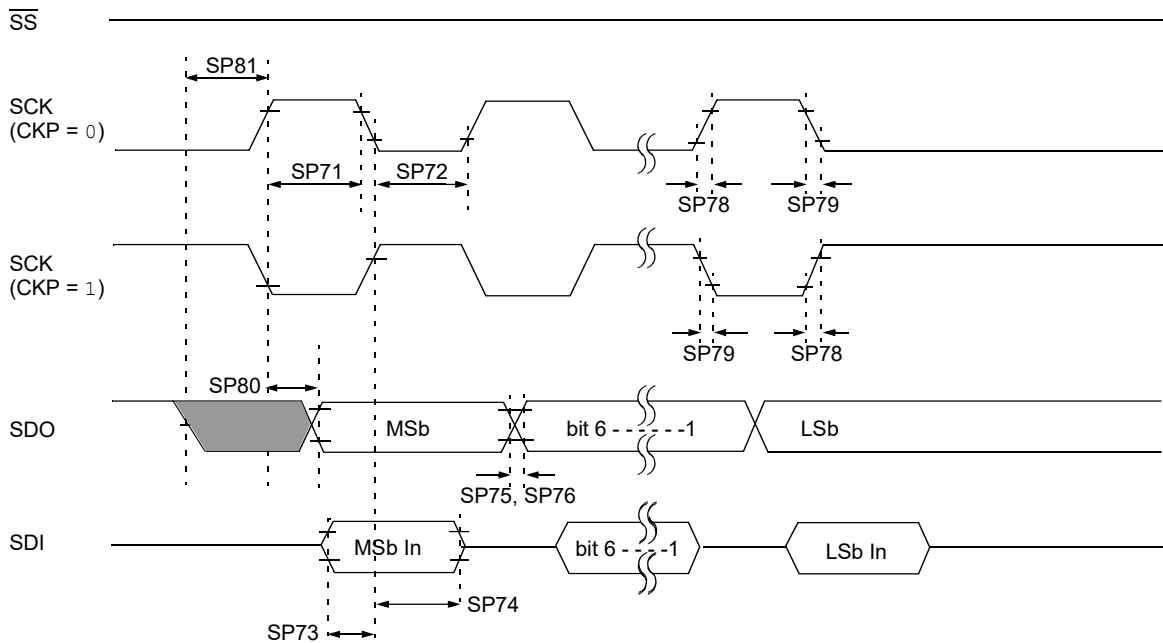 SS
SP81
SCK
(CKP = 0)
SP71
SP72
SP78
SP79
SCK
(CKP = 1)
SP79
SP78
SP80
SDO
MSb
bit 6 - - - - - -1
LSb
SP75, SP76
SDI
MSb In
bit 6 - - - - -1
LSb In
SP74
SP73